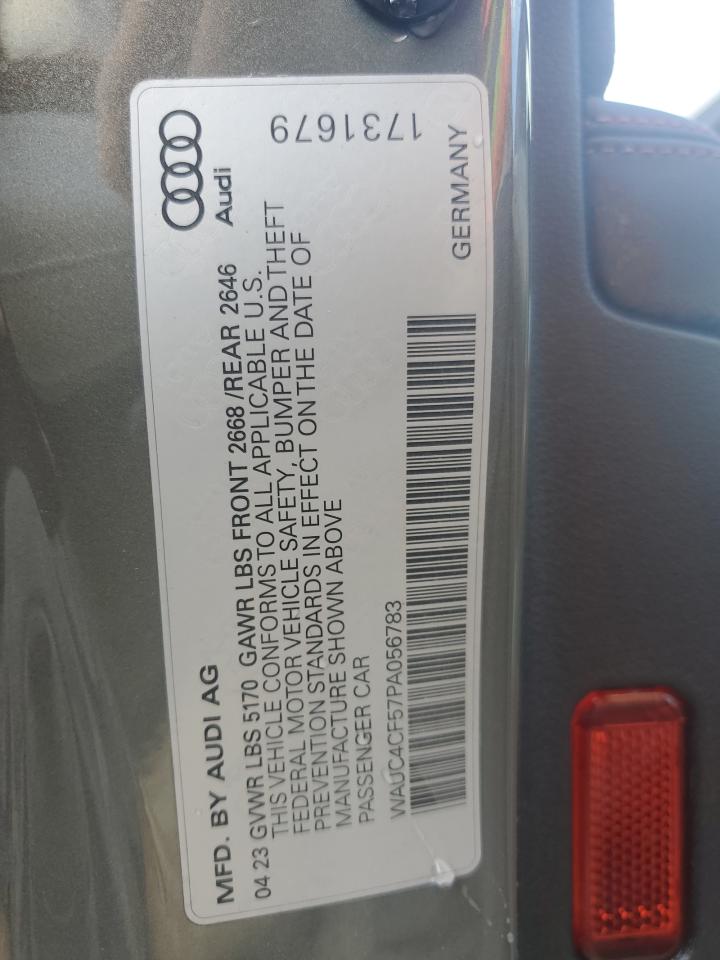 MFD. BY AUDI AG
04 23 GVWR LBS 5170 GAWR LBS FRONT 2668 /REAR 2646
THIS VEHICLE CONFORMS TO ALL APPLICABLE U.S.
FEDERAL MOTOR VEHICLE SAFETY, BUMPER AND THEFT
PREVENTION STANDARDS IN EFFECT ON THE DATE OF
MANUFACTURE SHOWN ABOVE
PASSENGER CAR
WAUC4CF57PA056783
GERMANY
Audi
1731679